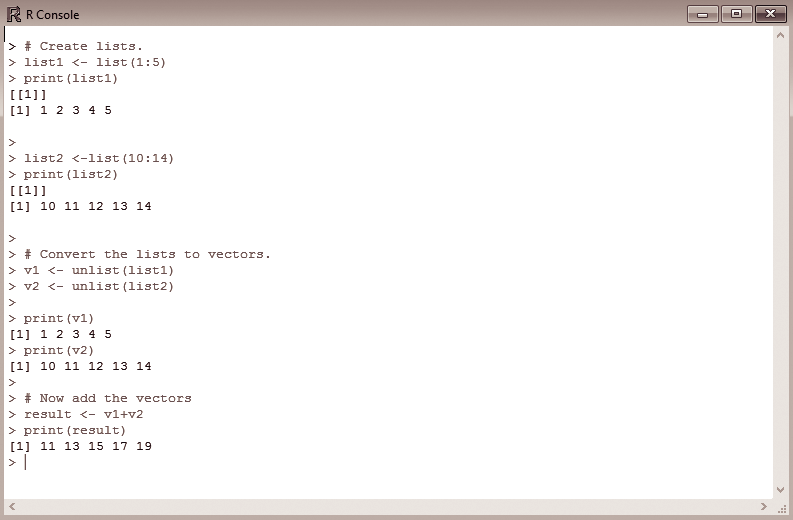 R Console
> # Create lists.
> list1 <- list(1:5)
> print(list1)
[[1]]
[1] 1 2 3 4 5
>
> list2 <-list(10:14)
> print(list2)
[[1]]
[1] 10 11 12 13 14
>
> # Convert the lists to vectors.
> v1 <- unlist(list1)
> v2 <- unlist(list2)
>
> print(v1)
[1] 1 2 3 4 5
> print(v2)
[1] 10 11 12 13 14
>
> # Now add the vectors
> result <- v1+v2
> print(result)
[1] 11 13 15 17 19
>